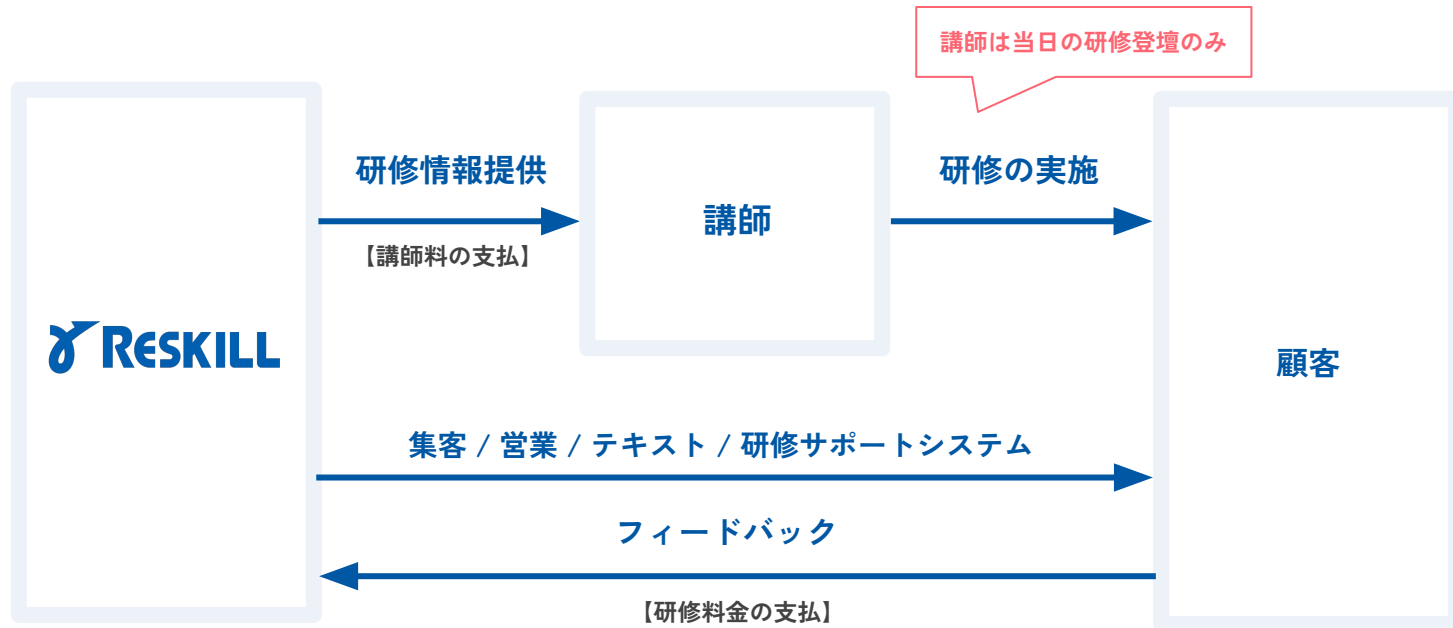 講師は当日の研修登壇のみ
研修情報提供
研修の実施
講師
【講師料の支払】
RESKILL
顧客
集客 / 営業 / テキスト / 研修サポートシステム
フィードバック
【研修料金の支払】